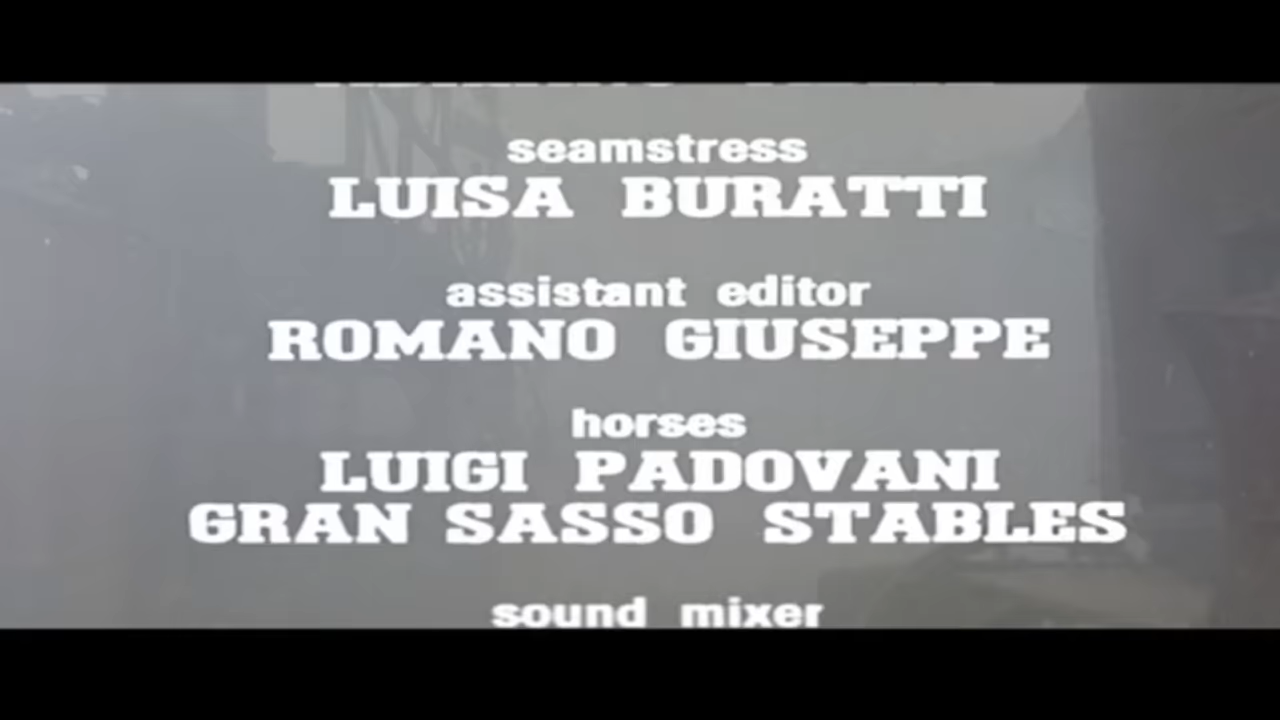 seamstress
LUISA BURATTI
assistant editor
ROMANO GIUSEPPE
horses
LUIGI PADOVANI
GRAN SASSO STABLES
sound mixer